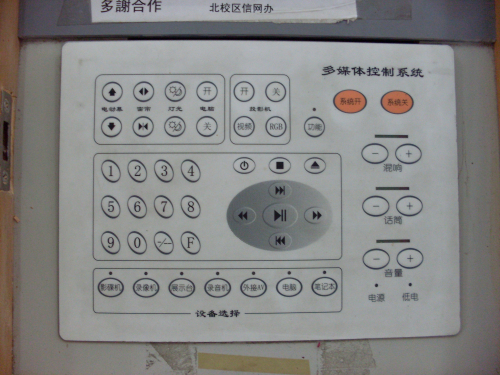 多謝合作
北校区信网办
多媒体控制系统
系统开 系统关
电动幕 窗帘 灯光 电脑
开
关
开 关
投影机
视频 RGB
功能
1 2 3 4
5 6 7 8
9 0 -/-- F
混响
话筒
音量
电源 低电
影碟机 录像机 展示台 录音机 外接AV 电脑 笔记本
设备选择